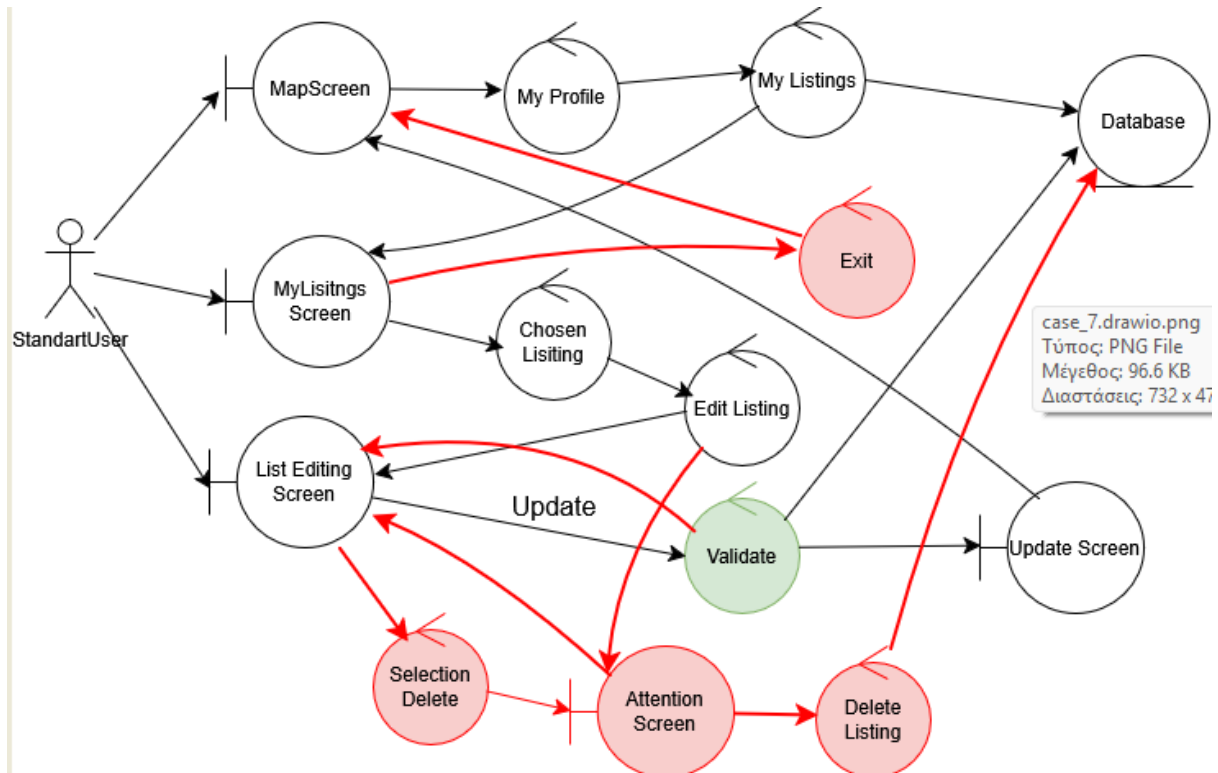 MapScreen
My Profile
My Listings
Database
StandartUser
MyLisitngs
Screen
Exit
Chosen
Lisiting
Edit Listing
case_7.drawio.png
Τύπος: PNG File
Μέγεθος: 96.6 KB
Διαστάσεις: 732 x 47
List Editing
Screen
Update
Validate
Update Screen
Selection
Delete
Attention
Screen
Delete
Listing